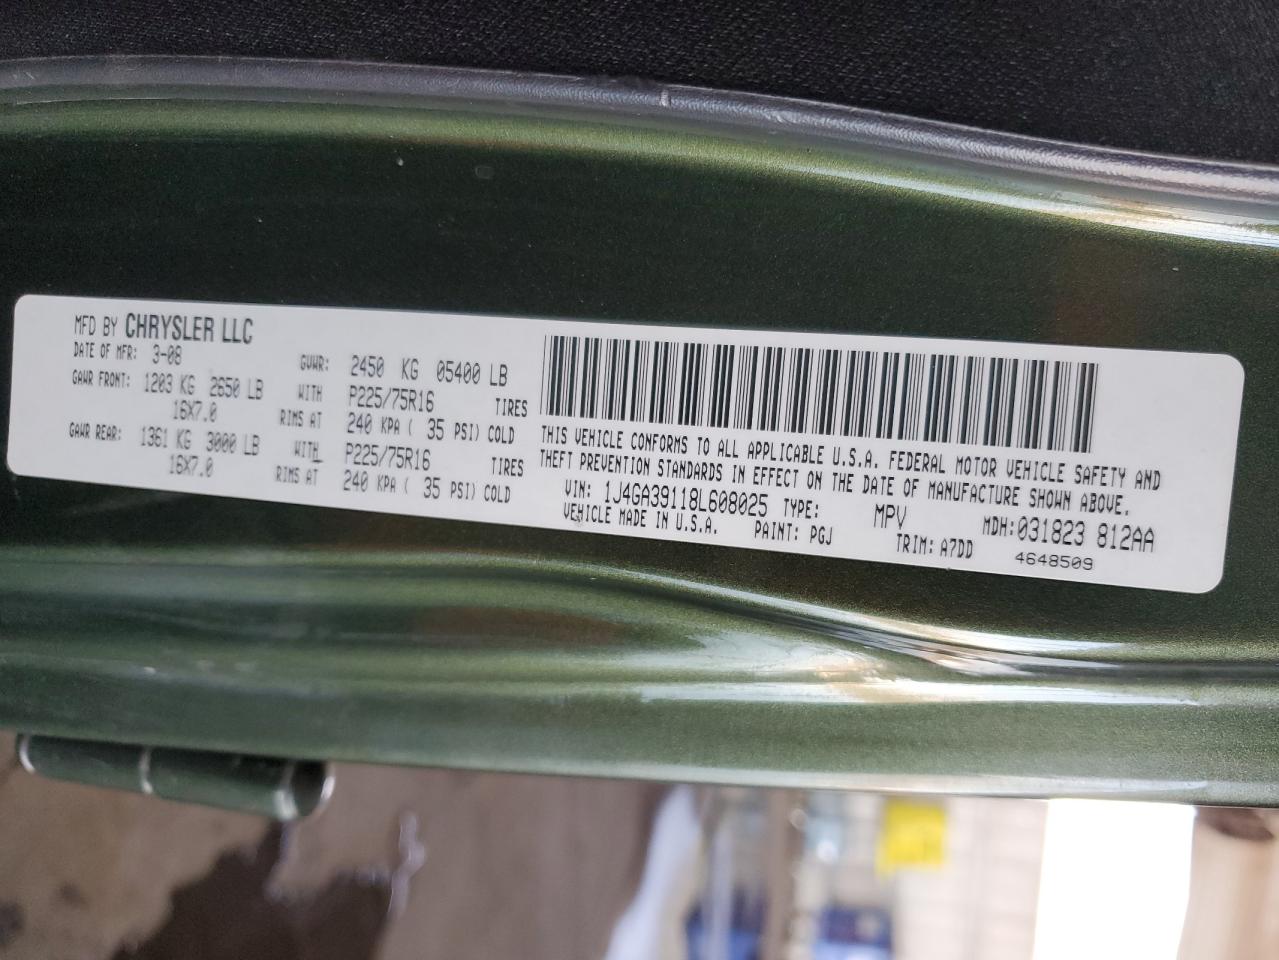 MFD BY CHRYSLER LLC
DATE OF MFR: 3-08 GVWR: 2450 KG 05400 LB
GAWR FRONT: 1203 KG 2650 LB WITH P225/75R16 TIRES
16X7.0 RIMS AT 240 KPA ( 35 PSI) COLD
GAWR REAR: 1361 KG 3000 LB WITH P225/75R16 TIRES
16X7.0 RIMS AT 240 KPA ( 35 PSI) COLD
THIS VEHICLE CONFORMS TO ALL APPLICABLE U.S.A. FEDERAL MOTOR VEHICLE SAFETY AND
THEFT PREVENTION STANDARDS IN EFFECT ON THE DATE OF MANUFACTURE SHOWN ABOVE.
VIN: 1J4GA39118L608025 TYPE: MPV MDH:031823 812AA
VEHICLE MADE IN U.S.A. PAINT: PGJ TRIM: A7DD 4648509